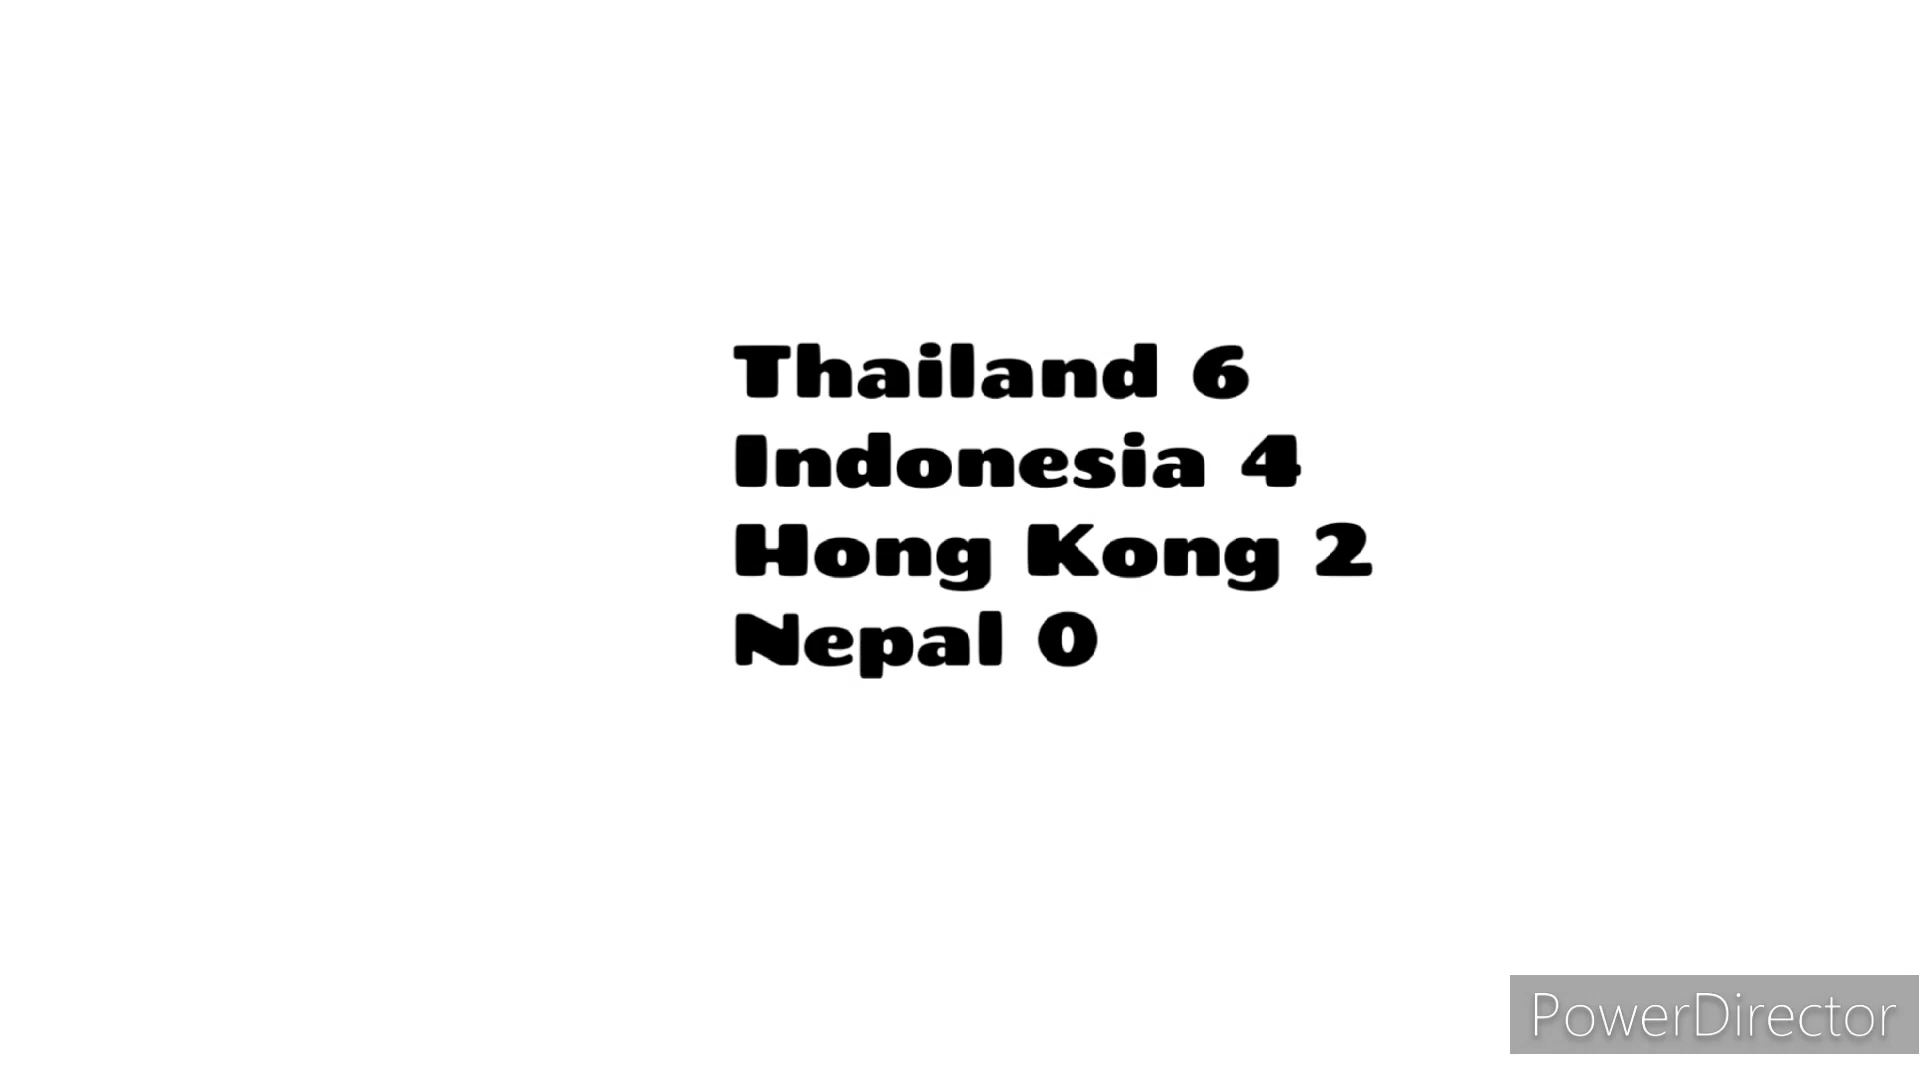 Thailand 6
Indonesia 4
Hong Kong 2
Nepal 0
PowerDirector